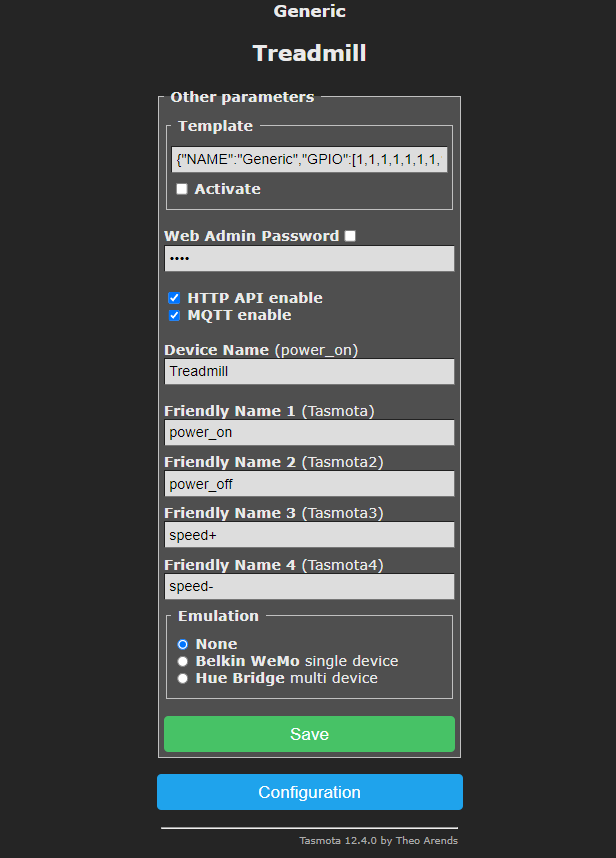 Generic
Treadmill
Other parameters
Template
{"NAME":"Generic","GPIO":[1,1,1,1,1,1,1,
Activate
Web Admin Password
••••
HTTP API enable
MQTT enable
Device Name (power_on)
Treadmill
Friendly Name 1 (Tasmota)
power_on
Friendly Name 2 (Tasmota2)
power_off
Friendly Name 3 (Tasmota3)
speed+
Friendly Name 4 (Tasmota4)
speed-
Emulation
None
Belkin WeMo single device
Hue Bridge multi device
Save
Configuration
Tasmota 12.4.0 by Theo Arends